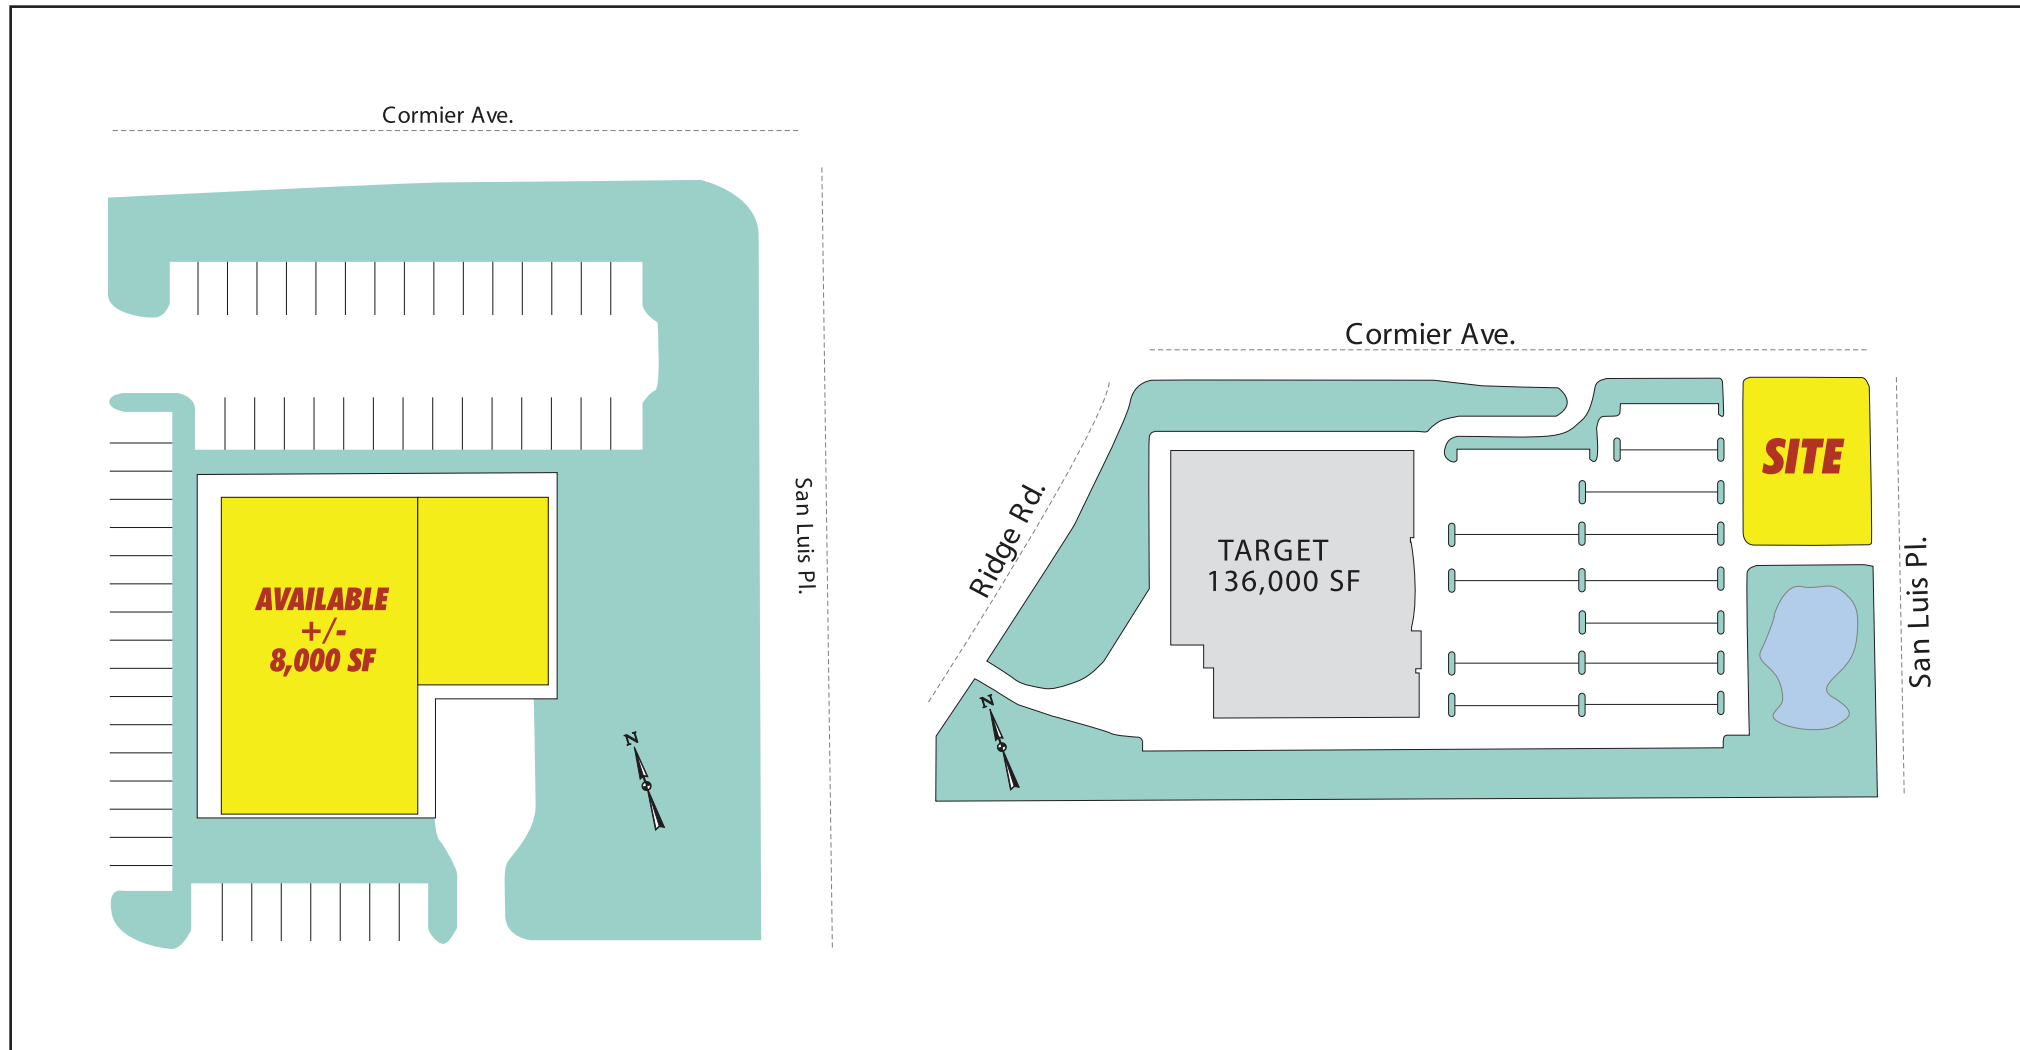 Cormier Ave.
San Luis Pl.
AVAILABLE
+/-
8,000 SF
N
Cormier Ave.
Ridge Rd.
TARGET
136,000 SF
SITE
San Luis Pl.
N